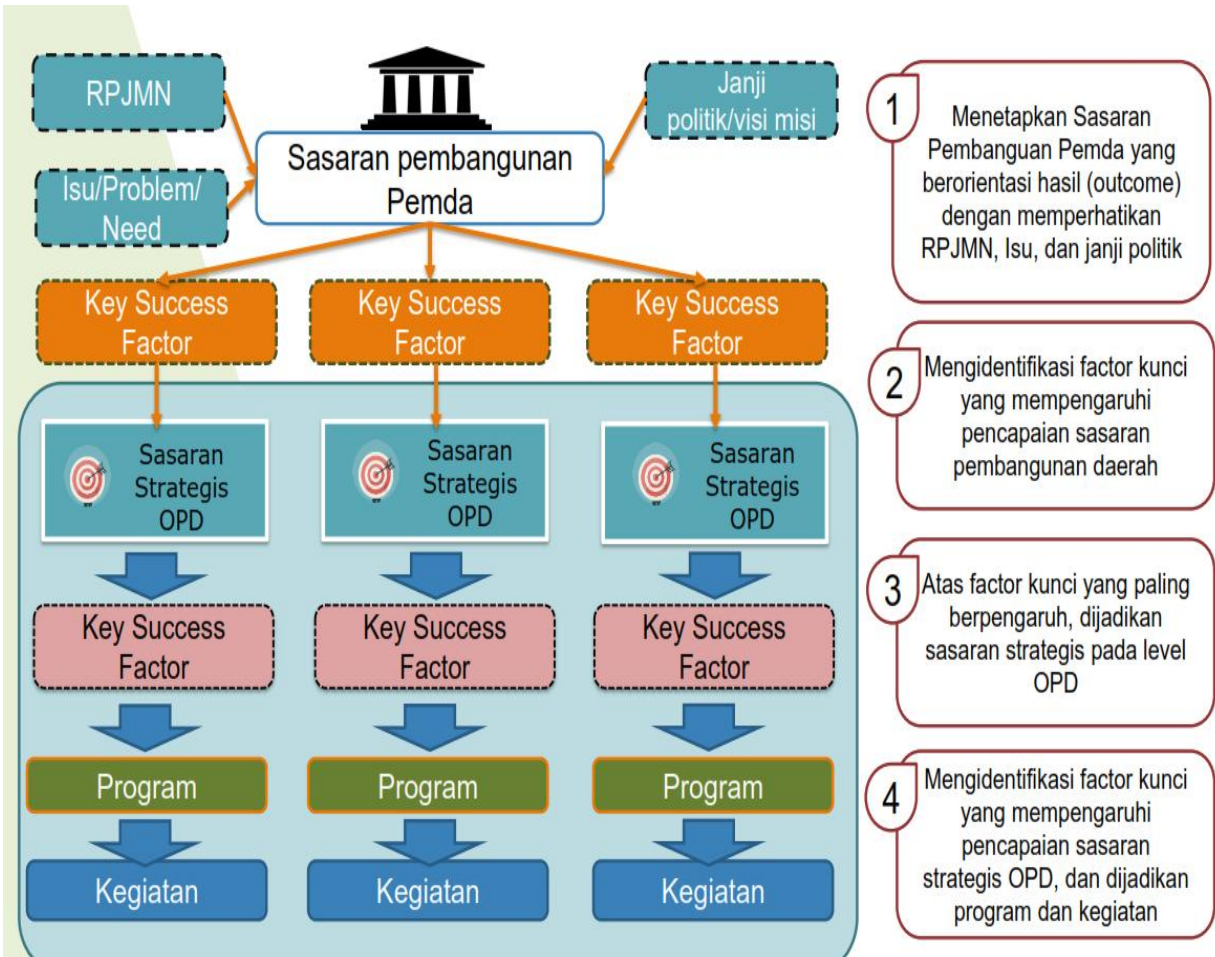 RPJMN
Janji
politik/visi misi
Sasaran pembangunan
Pemda
Isu/Problem/
Need
Key Success
Factor
Key Success
Factor
Key Success
Factor
Sasaran
Strategis
OPD
Sasaran
Strategis
OPD
Sasaran
Strategis
OPD
Key Success
Factor
Key Success
Factor
Key Success
Factor
Program
Program
Program
Kegiatan
Kegiatan
Kegiatan
1
Menetapkan Sasaran
Pembanguan Pemda yang
berorientasi hasil (outcome)
dengan memperhatikan
RPJMN, Isu, dan janji politik
2
Mengidentifikasi factor kunci
yang mempengaruhi
pencapaian sasaran
pembangunan daerah
3
Atas factor kunci yang paling
berpengaruh, dijadikan
sasaran strategis pada level
OPD
4
Mengidentifikasi factor kunci
yang mempengaruhi
pencapaian sasaran
strategis OPD, dan dijadikan
program dan kegiatan